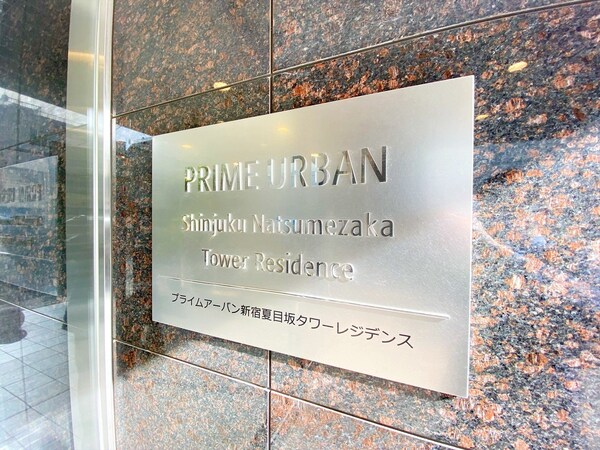 PRIME URBAN
Shinjuku Natsumezaka
Tower Residence
プライムアーバン新宿夏目坂タワーレジデンス